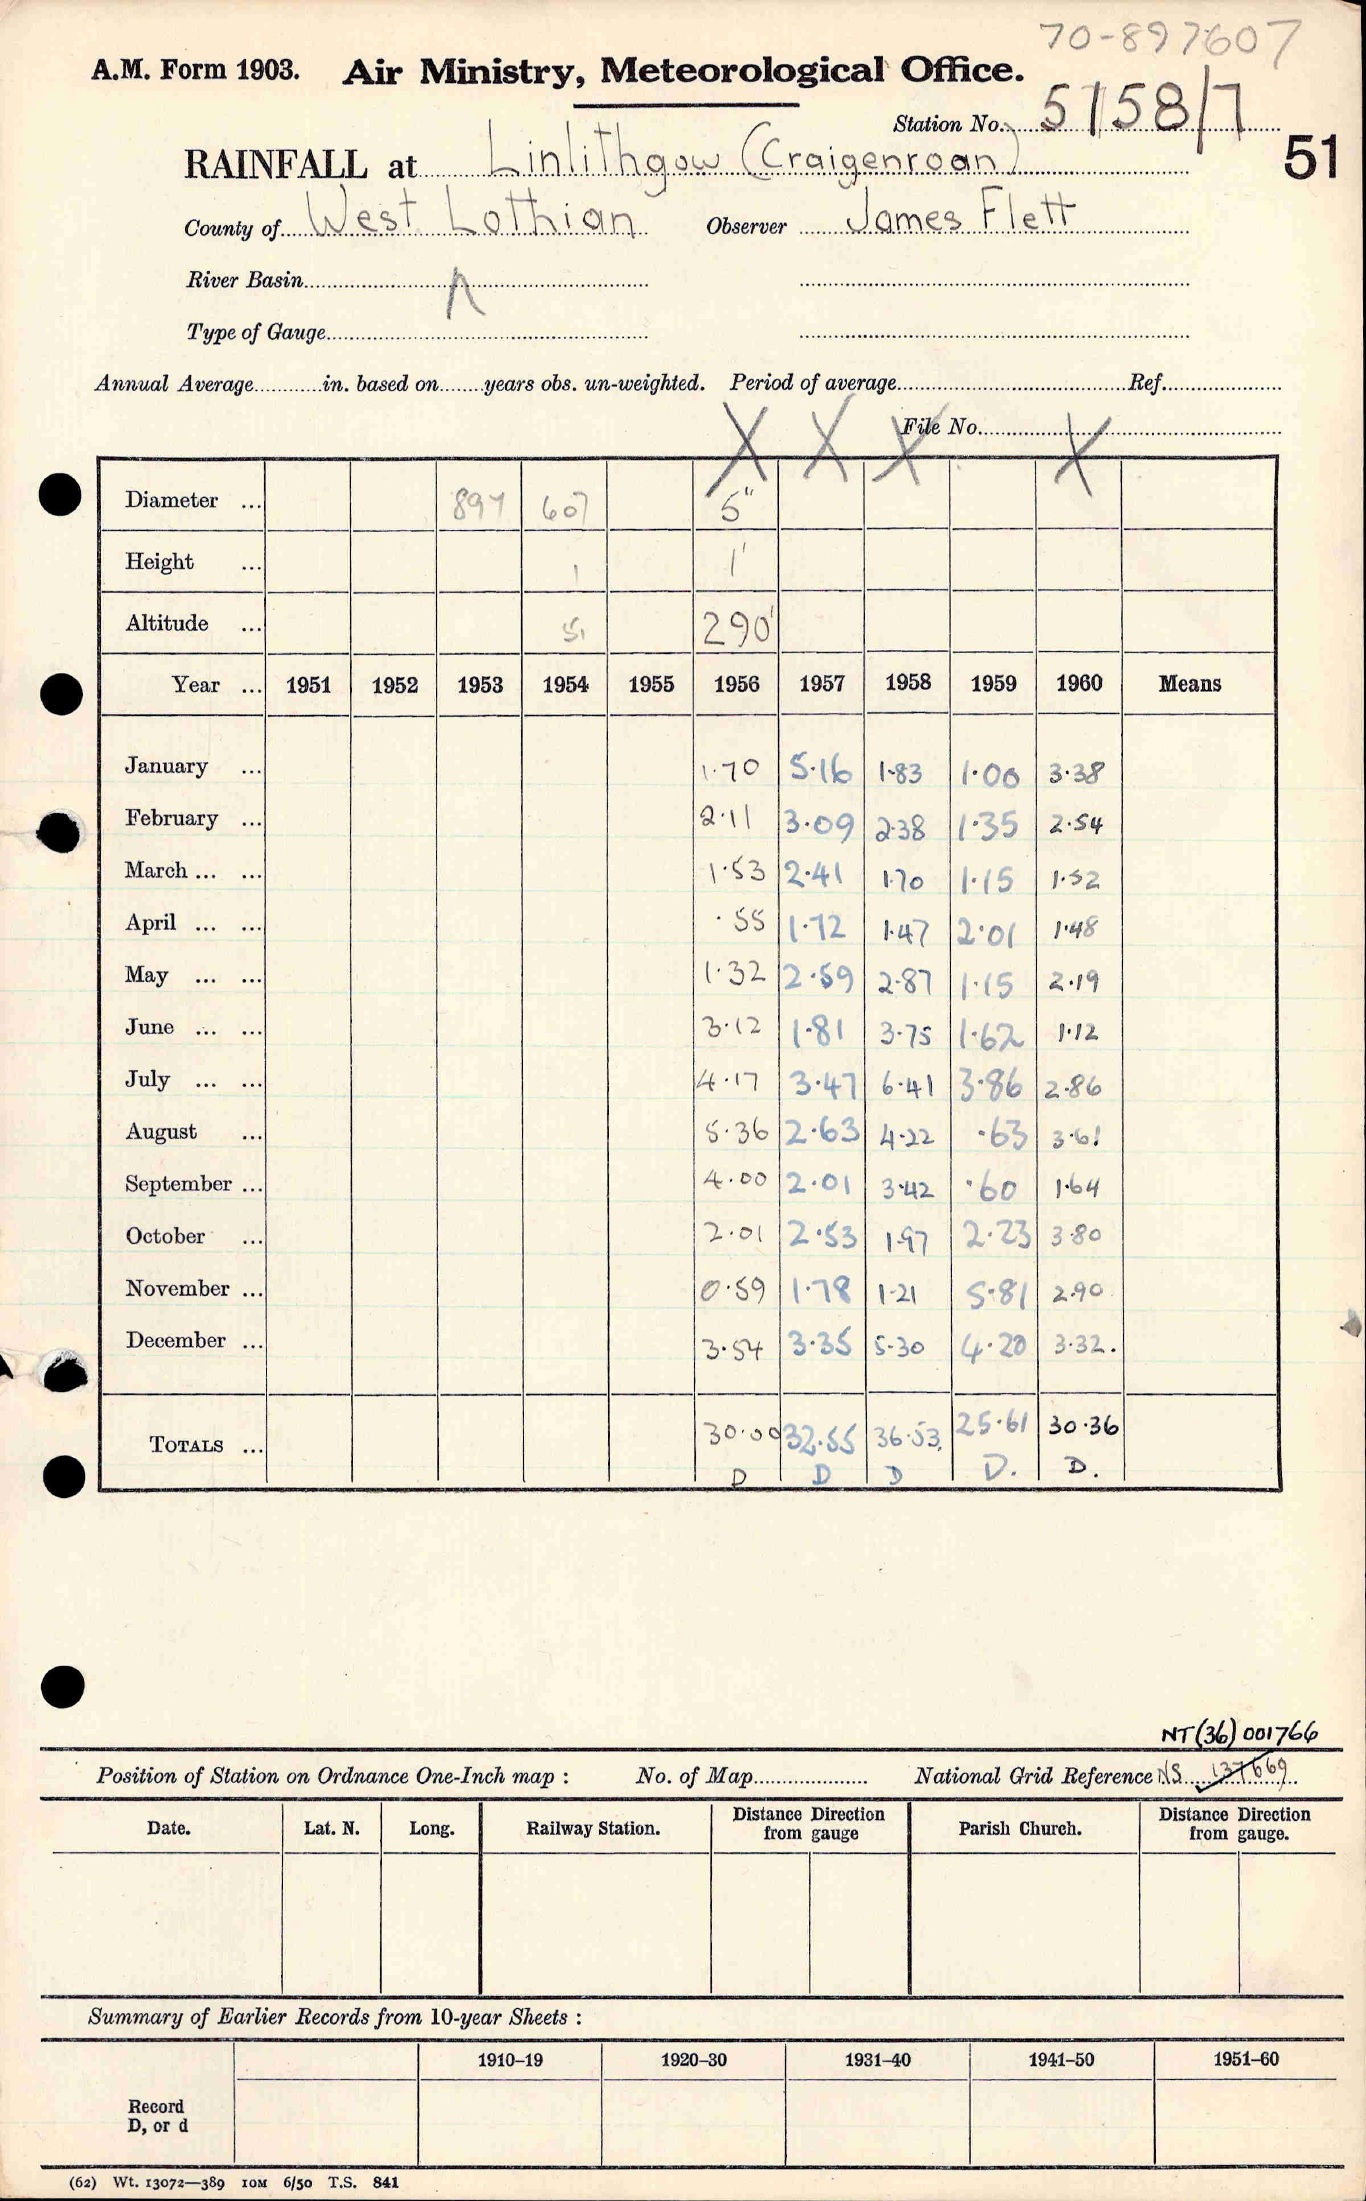 70-897607
A.M. Form 1903. Air Ministry, Meteorological Office.
Station No. 5158/7
51
RAINFALL at Linlithgow (Craigenroan)
County of West Lothian Observer James Flett
River Basin
Type of Gauge
Annual Average in. based on years obs. un-weighted. Period of average Ref.
File No.
X X X X
Diameter ... 897 607 5"
Height ... 1 1'
Altitude ... 51 290'
Year ... 1951 1952 1953 1954 1955 1956 1957 1958 1959 1960 Means
January ... 1.70 5.16 1.83 1.00 3.38
February ... 2.11 3.09 2.38 1.35 2.54
March ... ... 1.53 2.41 1.70 1.15 1.52
April ... ... .55 1.72 1.47 2.01 1.48
May ... ... 1.32 2.59 2.87 1.15 2.19
June ... ... 3.12 1.81 3.75 1.62 1.12
July ... ... 4.17 3.47 6.41 3.86 2.86
August ... 5.36 2.63 4.22 .63 3.61
September ... 4.00 2.01 3.42 .60 1.64
October ... 2.01 2.53 1.97 2.23 3.80
November ... 0.59 1.78 1.21 5.81 2.90
December ... 3.54 3.35 5.30 4.20 3.32.
TOTALS ... 30.00 32.55 36.53. 25.61 30.36
D D D D. D.
NT (36) 001766
Position of Station on Ordnance One-Inch map : No. of Map National Grid Reference NS 137669
Date. Lat. N. Long. Railway Station. Distance Direction from gauge Parish Church. Distance Direction from gauge.
Summary of Earlier Records from 10-year Sheets :
1910–19 1920–30 1931–40 1941–50 1951–60
Record
D, or d
(62) Wt. 13072—389 10M 6/50 T.S. 841